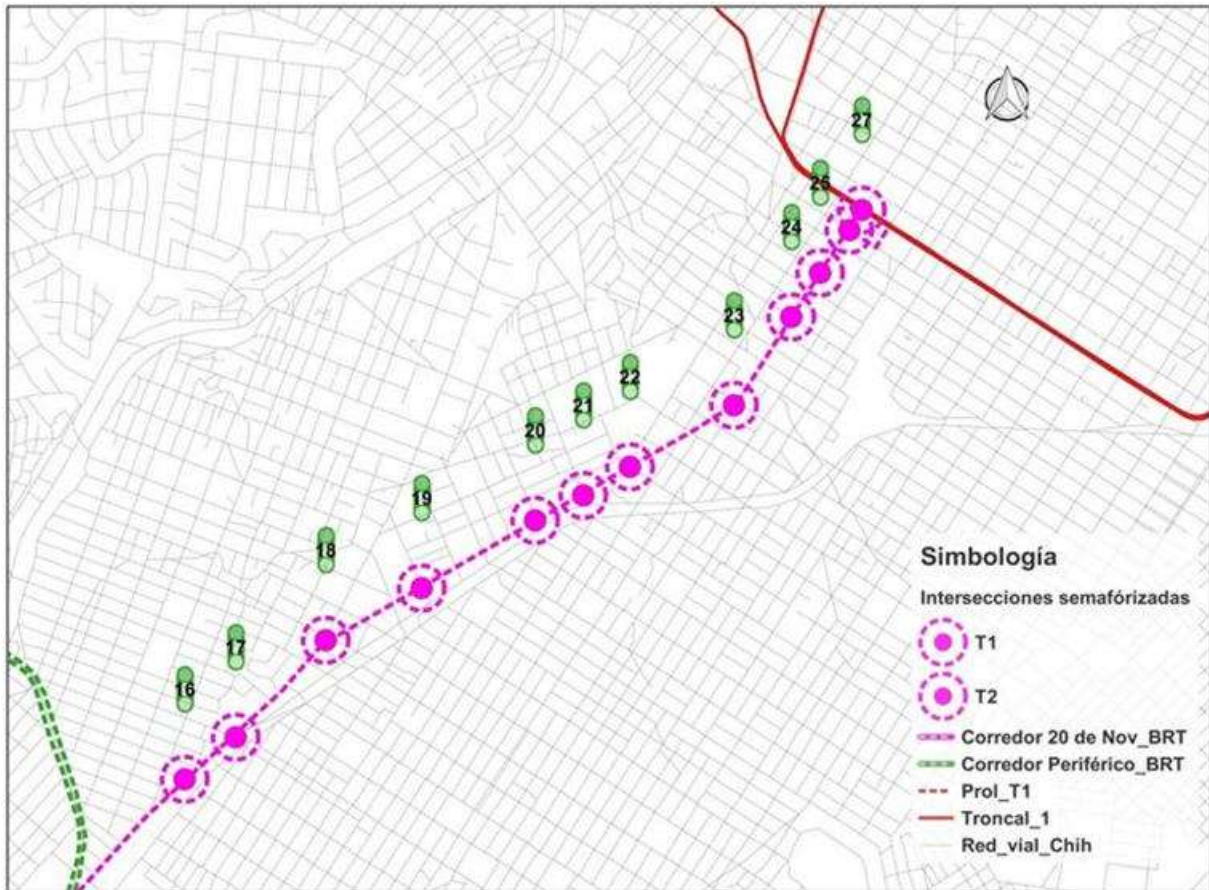 27
25
24
23
22
21
20
19
18
17
16
Simbología
Intersecciones semafórizadas
T1
T2
Corredor 20 de Nov_BRT
Corredor Periférico_BRT
Prol_T1
Troncal_1
Red_vial_Chih